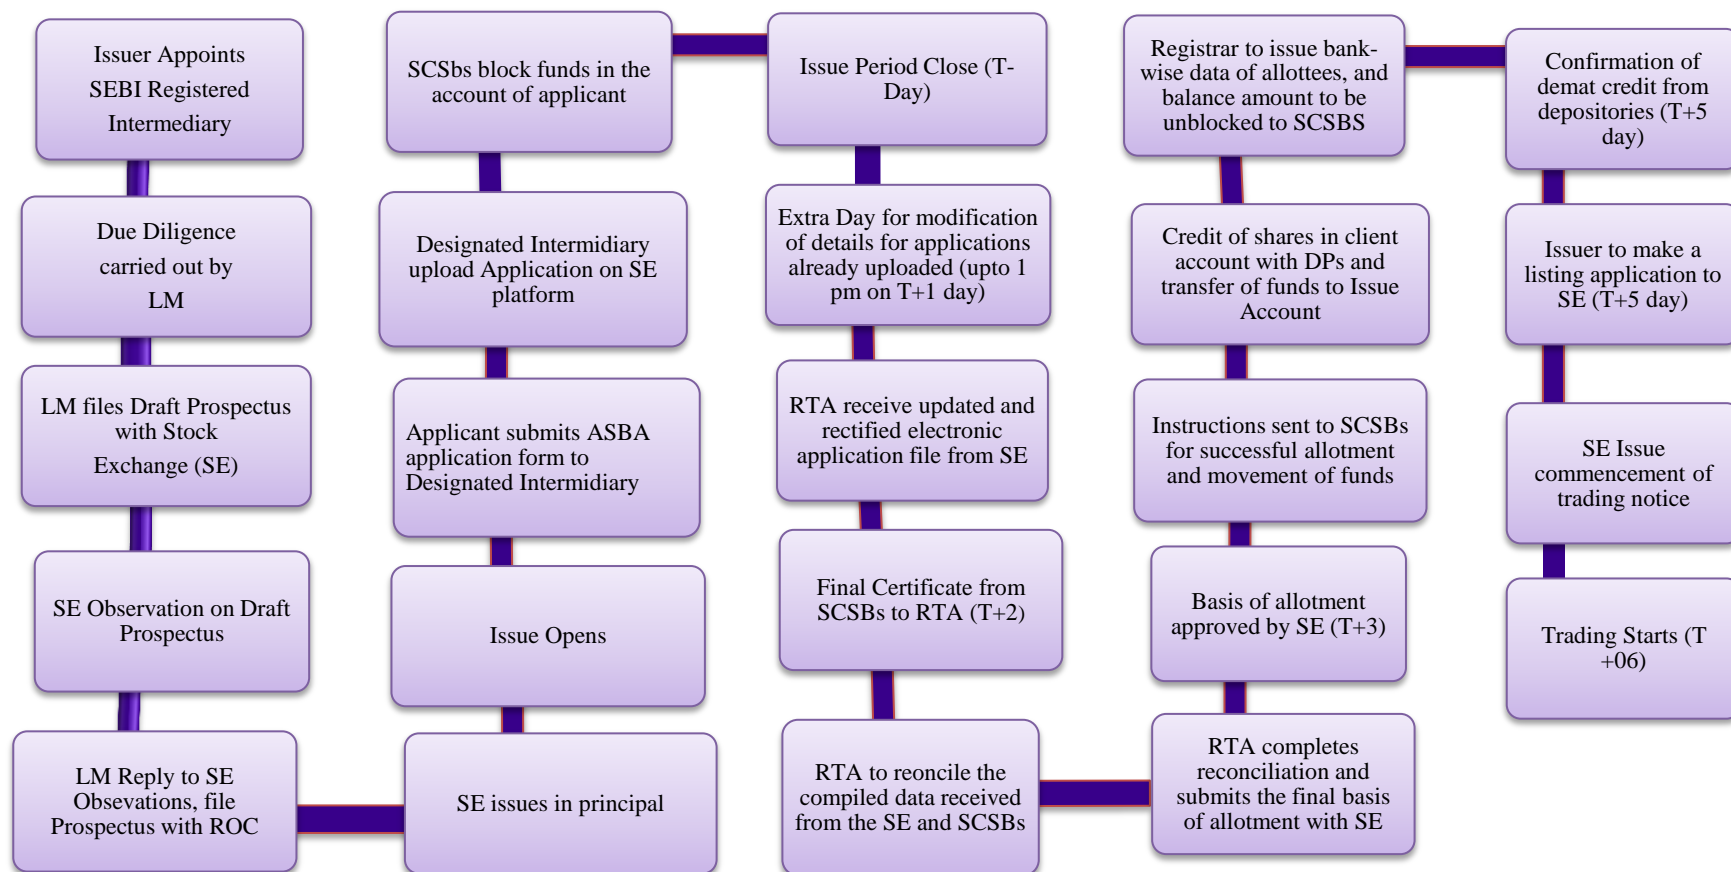 Issuer Appoints
SEBI Registered
Intermediary
Due Diligence
carried out by
LM
LM files Draft Prospectus
with Stock
Exchange (SE)
SE Observation on Draft
Prospectus
LM Reply to SE
Obsevations, file
Prospectus with ROC
SE issues in principal
Issue Opens
Applicant submits ASBA
application form to
Designated Intermidiary
Designated Intermidiary
upload Application on SE
platform
SCSbs block funds in the
account of applicant
Issue Period Close (T-
Day)
Extra Day for modification
of details for applications
already uploaded (upto 1
pm on T+1 day)
RTA receive updated and
rectified electronic
application file from SE
Final Certificate from
SCSBs to RTA (T+2)
RTA to reconcile the
compiled data received
from the SE and SCSBs
RTA completes
reconciliation and
submits the final basis
of allotment with SE
Basis of allotment
approved by SE (T+3)
Instructions sent to SCSBs
for successful allotment
and movement of funds
Credit of shares in client
account with DPs and
transfer of funds to Issue
Account
Registrar to issue bank-
wise data of allottees, and
balance amount to be
unblocked to SCSBS
Confirmation of
demat credit from
depositories (T+5
day)
Issuer to make a
listing application to
SE (T+5 day)
SE Issue
commencement of
trading notice
Trading Starts (T
+06)